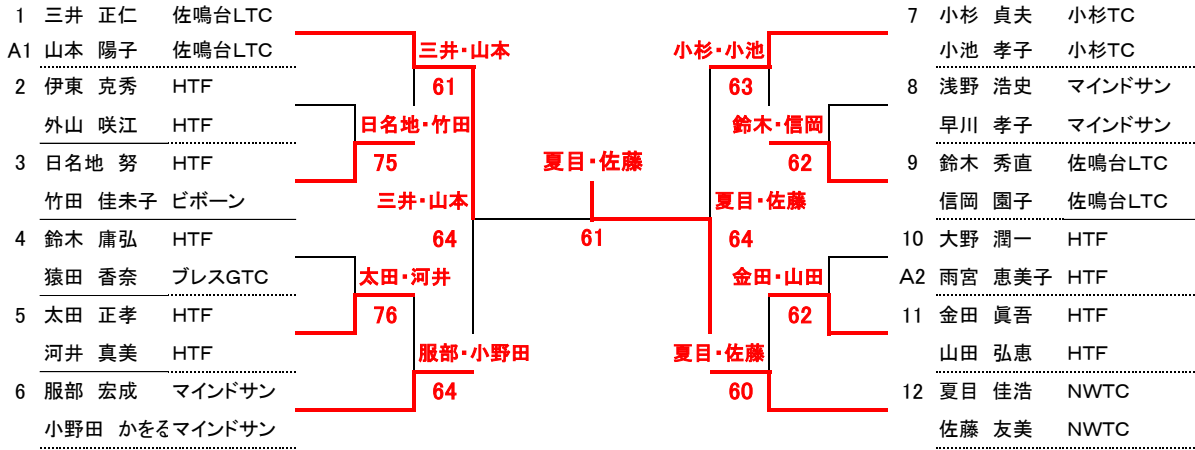 1 三井 正仁 佐鳴台LTC
A1 山本 陽子 佐鳴台LTC
2 伊東 克秀 HTF
外山 咲江 HTF
3 日名地 努 HTF
竹田 佳未子 ビボーン
4 鈴木 庸弘 HTF
猿田 香奈 ブレスGTC
5 太田 正孝 HTF
河井 真美 HTF
6 服部 宏成 マインドサン
小野田 かをる マインドサン
三井・山本
61
日名地・竹田
75
三井・山本
64
太田・河井
76
服部・小野田
64
夏目・佐藤
61
小杉・小池
63
鈴木・信岡
62
夏目・佐藤
64
金田・山田
62
夏目・佐藤
60
7 小杉 貞夫 小杉TC
小池 孝子 小杉TC
8 浅野 浩史 マインドサン
早川 孝子 マインドサン
9 鈴木 秀直 佐鳴台LTC
信岡 園子 佐鳴台LTC
10 大野 潤一 HTF
A2 雨宮 恵美子 HTF
11 金田 眞吾 HTF
山田 弘恵 HTF
12 夏目 佳浩 NWTC
佐藤 友美 NWTC